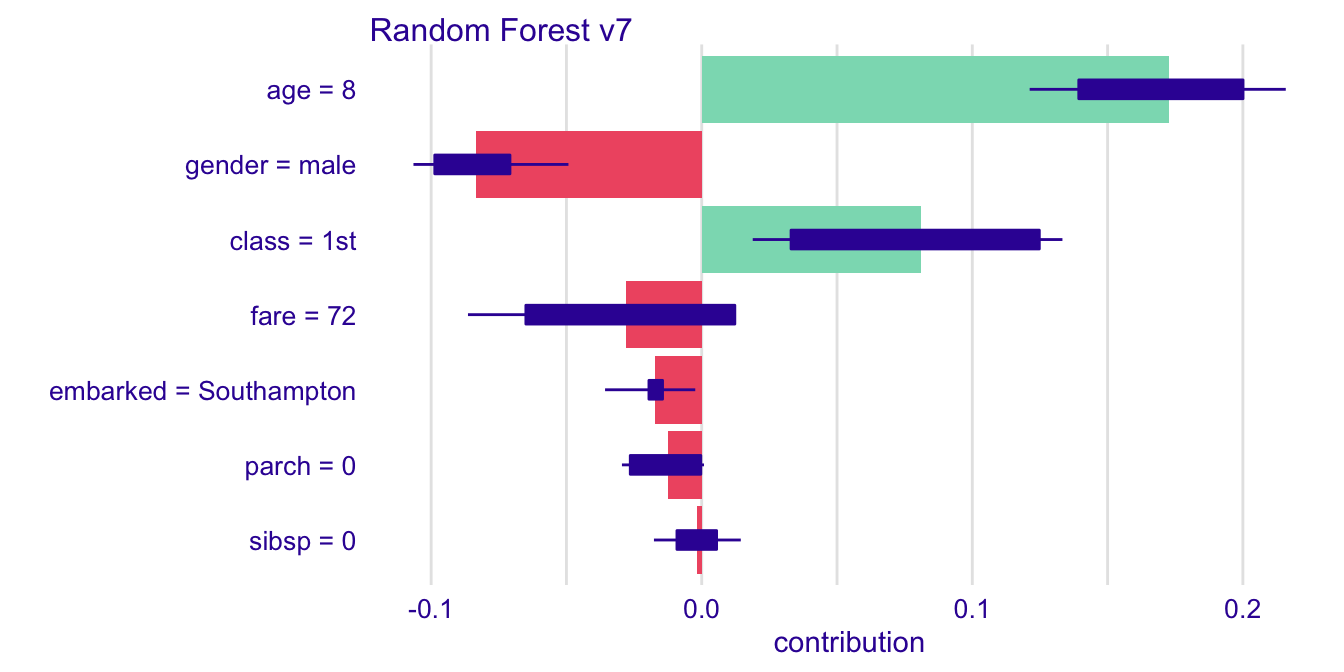 Random Forest v7
age = 8
gender = male
class = 1st
fare = 72
embarked = Southampton
parch = 0
sibsp = 0
-0.1 0.0 0.1 0.2
contribution